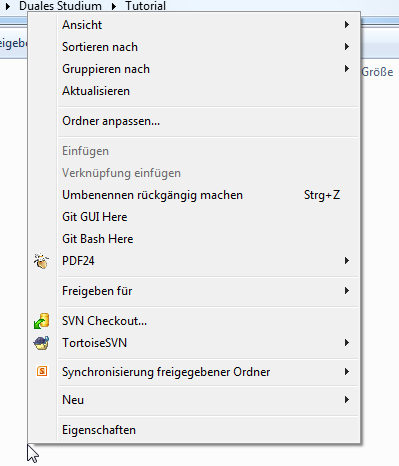 Duales Studium Tutorial
Ansicht
Sortieren nach
Gruppieren nach
Größe
Aktualisieren
Ordner anpassen...
Einfügen
Verknüpfung einfügen
Umbenennen rückgängig machen Strg+Z
Git GUI Here
Git Bash Here
PDF24
Freigeben für
SVN Checkout...
TortoiseSVN
Synchronisierung freigegebener Ordner
Neu
Eigenschaften